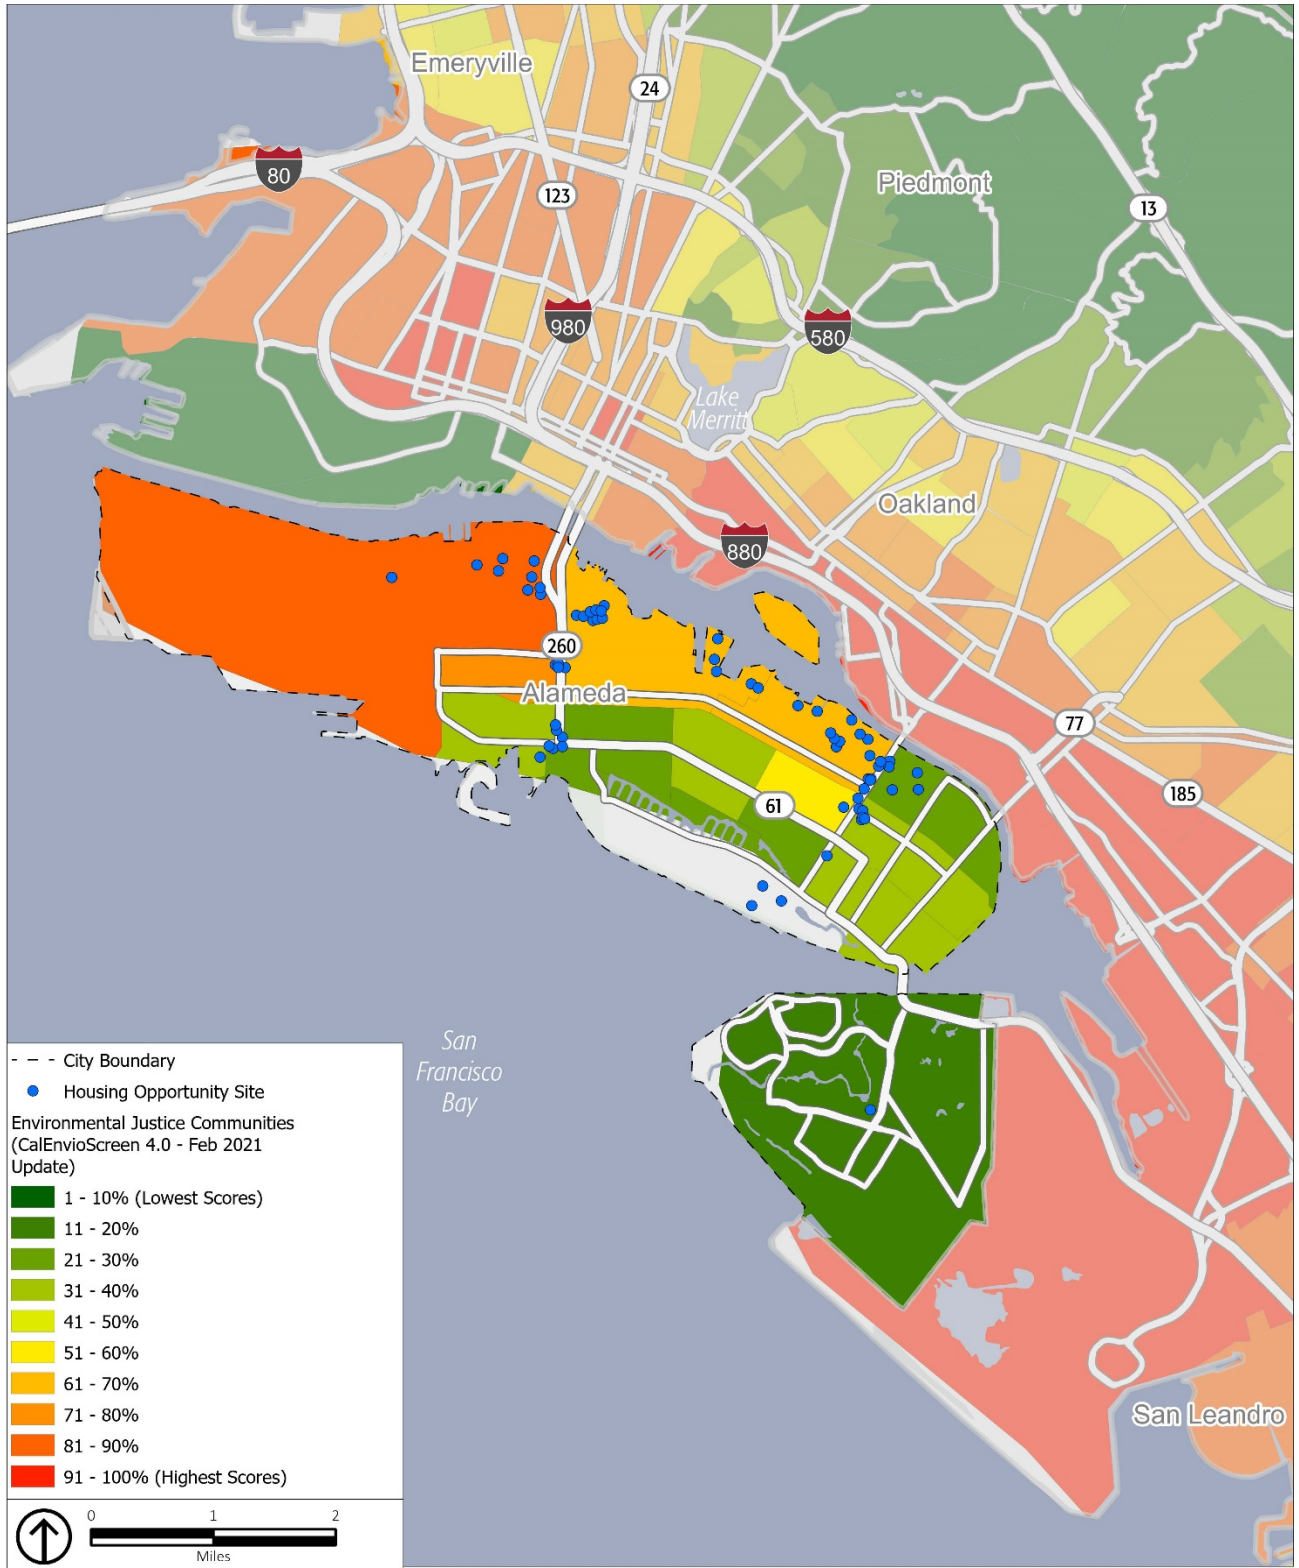 Emeryville
24
80
Piedmont
123
13
980
580
Lake
Merritt
Oakland
880
260
Alameda
77
185
61
San
Francisco
Bay
San Leandro
City Boundary
Housing Opportunity Site
Environmental Justice Communities
(CalEnvioScreen 4.0 - Feb 2021
Update)
1 - 10% (Lowest Scores)
11 - 20%
21 - 30%
31 - 40%
41 - 50%
51 - 60%
61 - 70%
71 - 80%
81 - 90%
91 - 100% (Highest Scores)
0 1 2
Miles